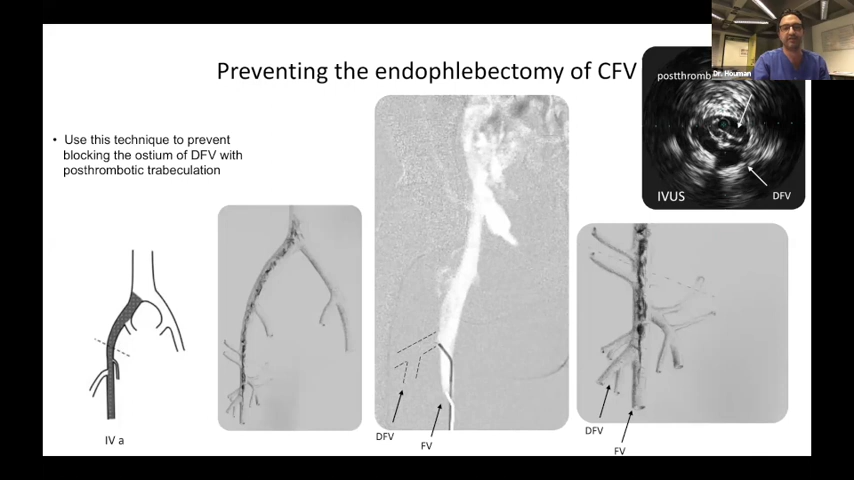 Preventing the endophlebectomy of CFV
Dr. Houman
• Use this technique to prevent
blocking the ostium of DFV with
posthrombotic trabeculation
IVUS
DFV
IV a
DFV
FV
DFV
FV